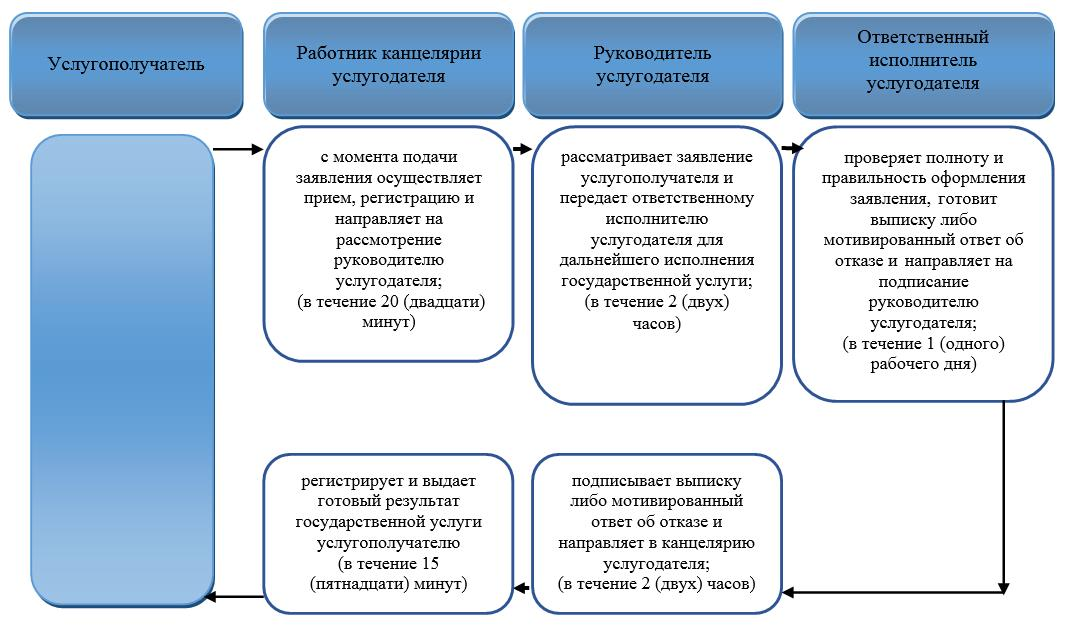 Услугополучатель
Работник канцелярии
услугодателя
Руководитель
услугодателя
Ответственный
исполнитель
услугодателя
с момента подачи
заявления осуществляет
прием, регистрацию и
направляет на
рассмотрение
руководителю
услугодателя;
(в течение 20 (двадцати)
минут)
рассматривает заявление
услугополучателя и
передает ответственному
исполнителю
услугодателя для
дальнейшего исполнения
государственной услуги;
(в течение 2 (двух)
часов)
проверяет полноту и
правильность оформления
заявления, готовит
выписку либо
мотивированный ответ об
отказе и направляет на
подписание
руководителю
услугодателя;
(в течение 1 (одного)
рабочего дня)
регистрирует и выдает
готовый результат
государственной услуги
услугополучателю
(в течение 15
(пятнадцати) минут)
подписывает выписку
либо мотивированный
ответ об отказе и
направляет в канцелярию
услугодателя;
(в течение 2 (двух) часов)